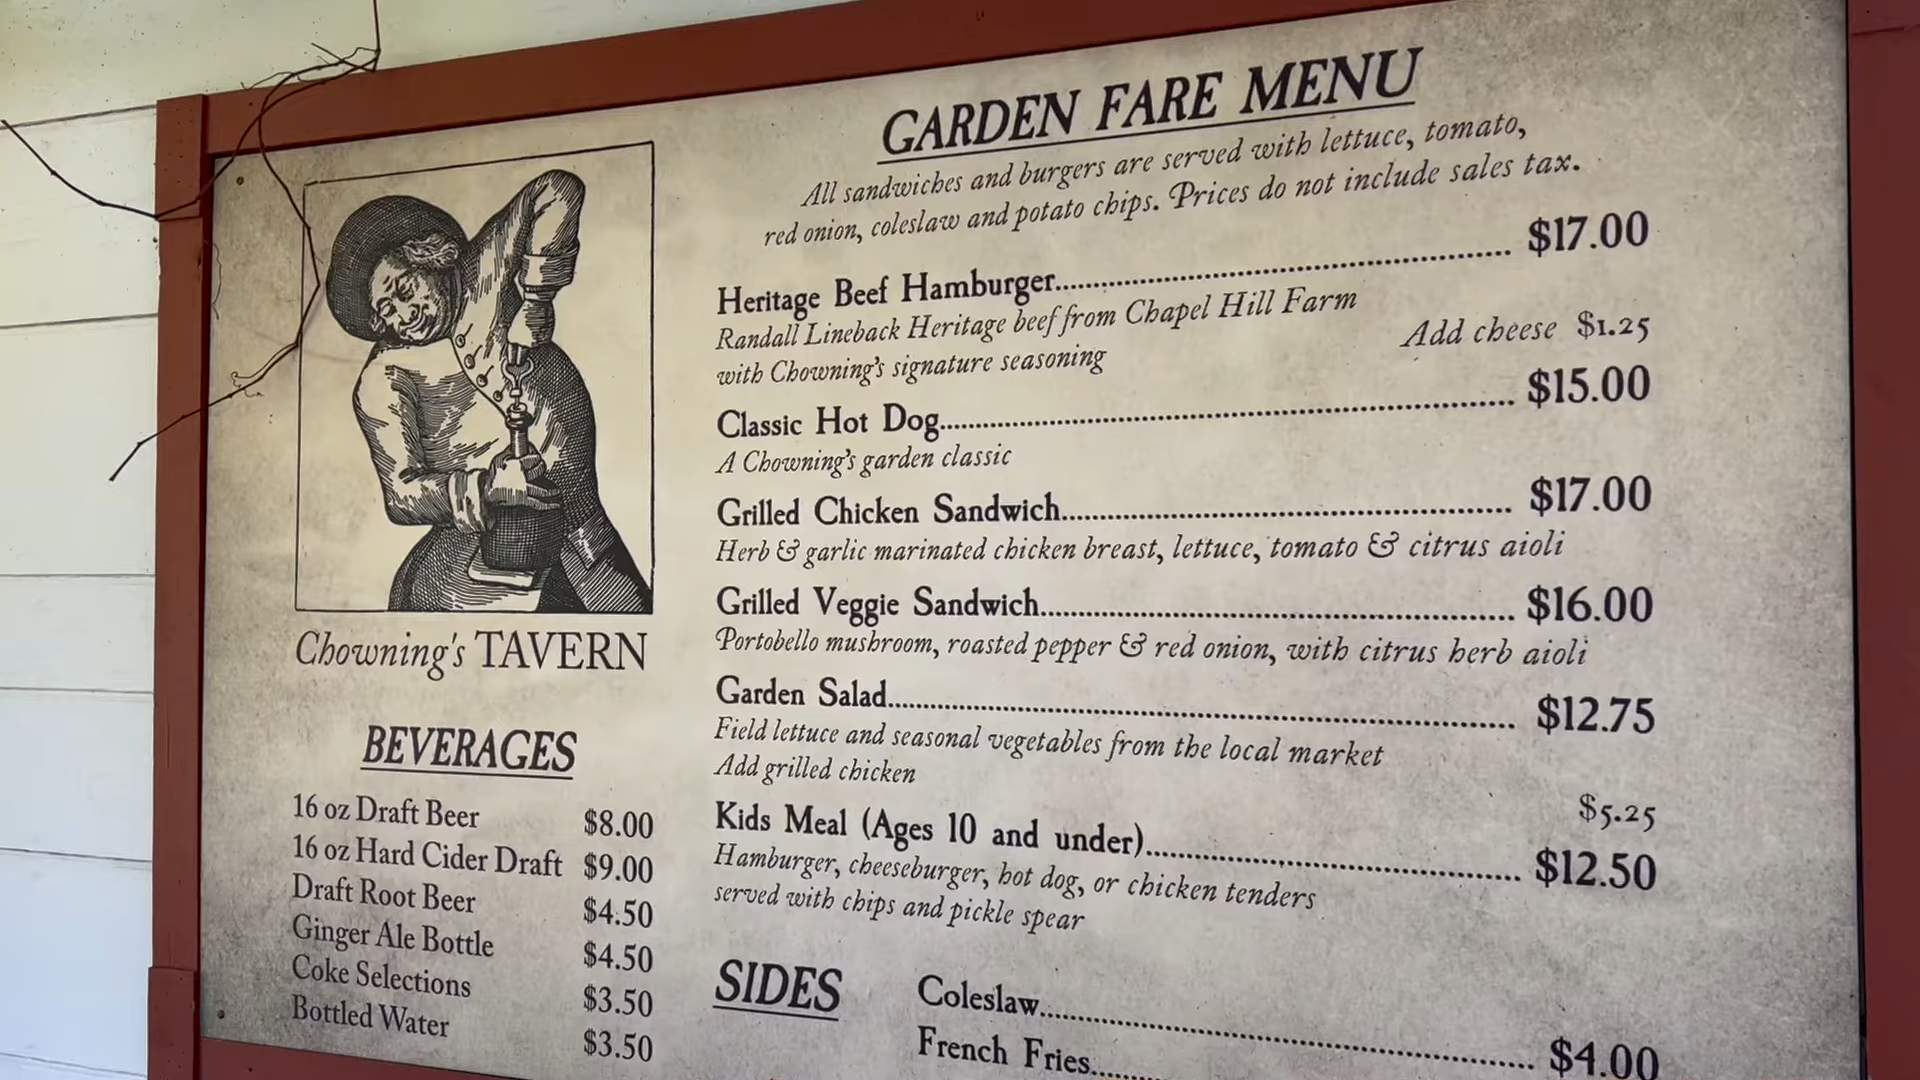 GARDEN FARE MENU
All sandwiches and burgers are served with lettuce, tomato,
red onion, coleslaw and potato chips. Prices do not include sales tax.
Heritage Beef Hamburger.......... $17.00
Randall Lineback Heritage beef from Chapel Hill Farm
with Chowning's signature seasoning
Add cheese $1.25
Classic Hot Dog.......... $15.00
A Chowning's garden classic
Grilled Chicken Sandwich.......... $17.00
Herb & garlic marinated chicken breast, lettuce, tomato & citrus aioli
Grilled Veggie Sandwich.......... $16.00
Portobello mushroom, roasted pepper & red onion, with citrus herb aioli
Garden Salad.......... $12.75
Field lettuce and seasonal vegetables from the local market
Add grilled chicken $5.25
Kids Meal (Ages 10 and under).......... $12.50
Hamburger, cheeseburger, hot dog, or chicken tenders
served with chips and pickle spear
SIDES
Coleslaw.......... $4.00
French Fries..........
Chowning's TAVERN
BEVERAGES
16 oz Draft Beer $8.00
16 oz Hard Cider Draft $9.00
Draft Root Beer $4.50
Ginger Ale Bottle $4.50
Coke Selections $3.50
Bottled Water $3.50